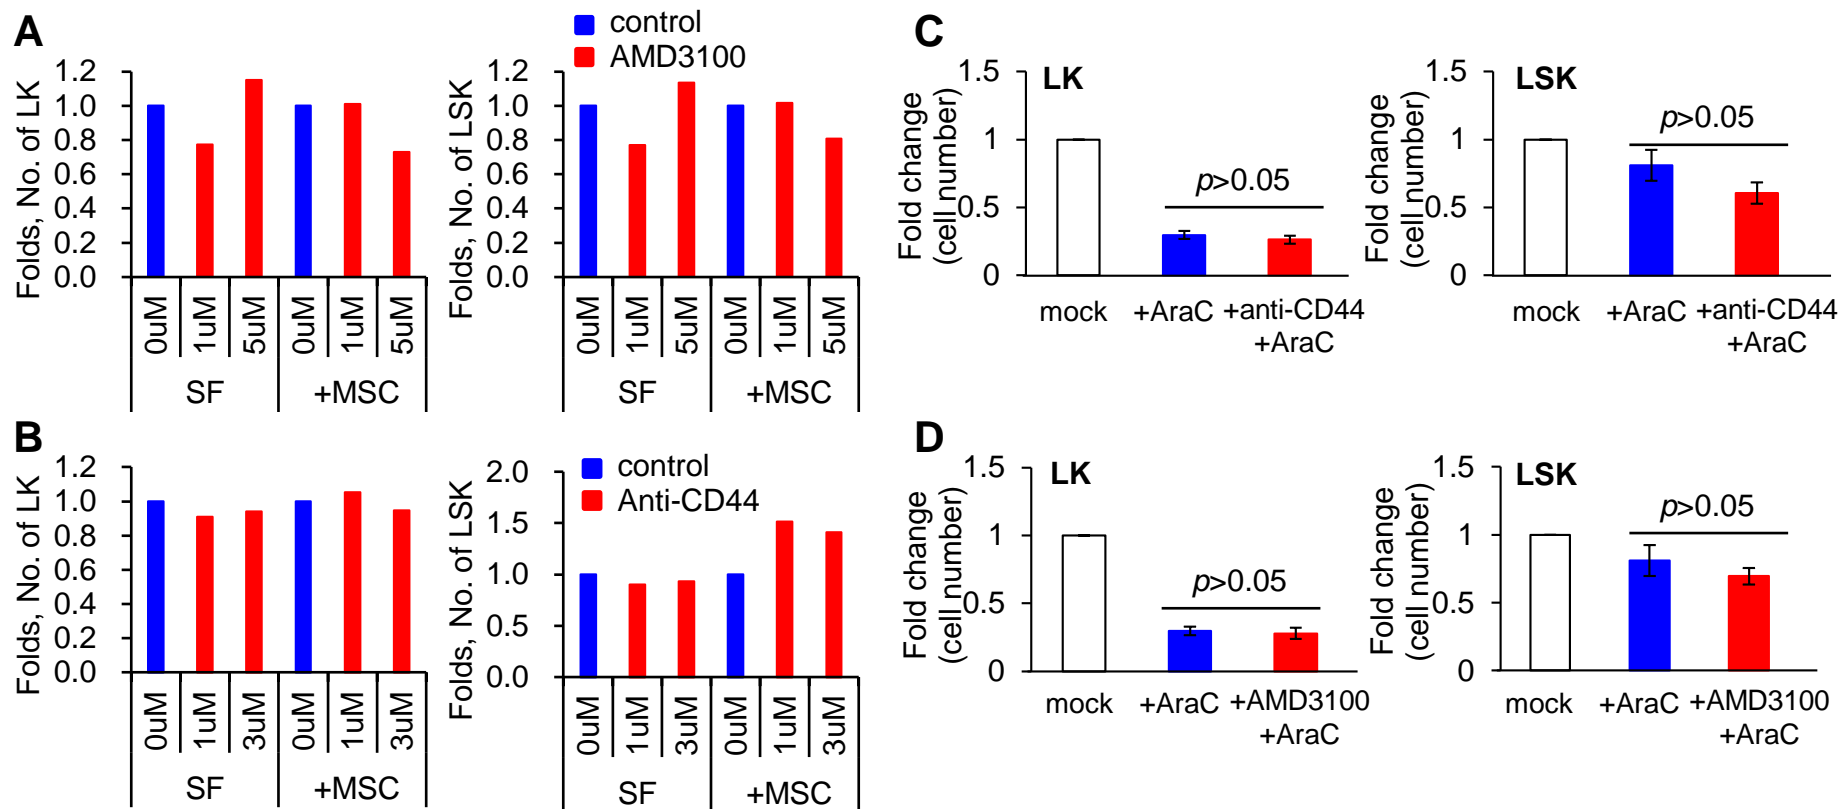 A
control
AMD3100
Folds, No. of LK
1.2
1.0
0.8
0.6
0.4
0.2
0.0
0uM
1uM
5uM
0uM
1uM
5uM
SF
+MSC
Folds, No. of LSK
1.2
1.0
0.8
0.6
0.4
0.2
0.0
0uM
1uM
5uM
0uM
1uM
5uM
SF
+MSC
B
Folds, No. of LK
1.2
1.0
0.8
0.6
0.4
0.2
0.0
0uM
1uM
3uM
0uM
1uM
3uM
SF
+MSC
control
Anti-CD44
Folds, No. of LSK
2.0
1.5
1.0
0.5
0.0
0uM
1uM
3uM
0uM
1uM
3uM
SF
+MSC
C
LK
Fold change
(cell number)
1.5
1
0.5
0
p>0.05
mock
+AraC
+anti-CD44
+AraC
LSK
Fold change
(cell number)
1.5
1
0.5
0
p>0.05
mock
+AraC
+anti-CD44
+AraC
D
LK
Fold change
(cell number)
1.5
1
0.5
0
p>0.05
mock
+AraC
+AMD3100
+AraC
LSK
Fold change
(cell number)
1.5
1
0.5
0
p>0.05
mock
+AraC
+AMD3100
+AraC